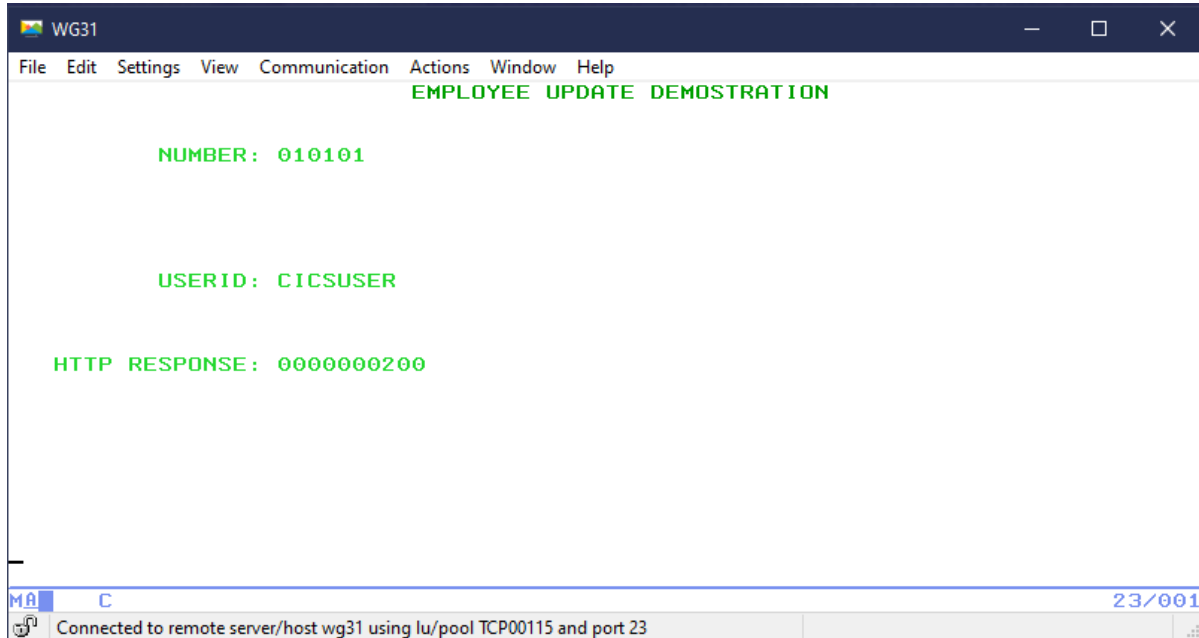 WG31
File Edit Settings View Communication Actions Window Help
EMPLOYEE UPDATE DEMOSTRATION
NUMBER: 010101
USERID: CICSUSER
HTTP RESPONSE: 0000000200
MA C 23/001
Connected to remote server/host wg31 using lu/pool TCP00115 and port 23